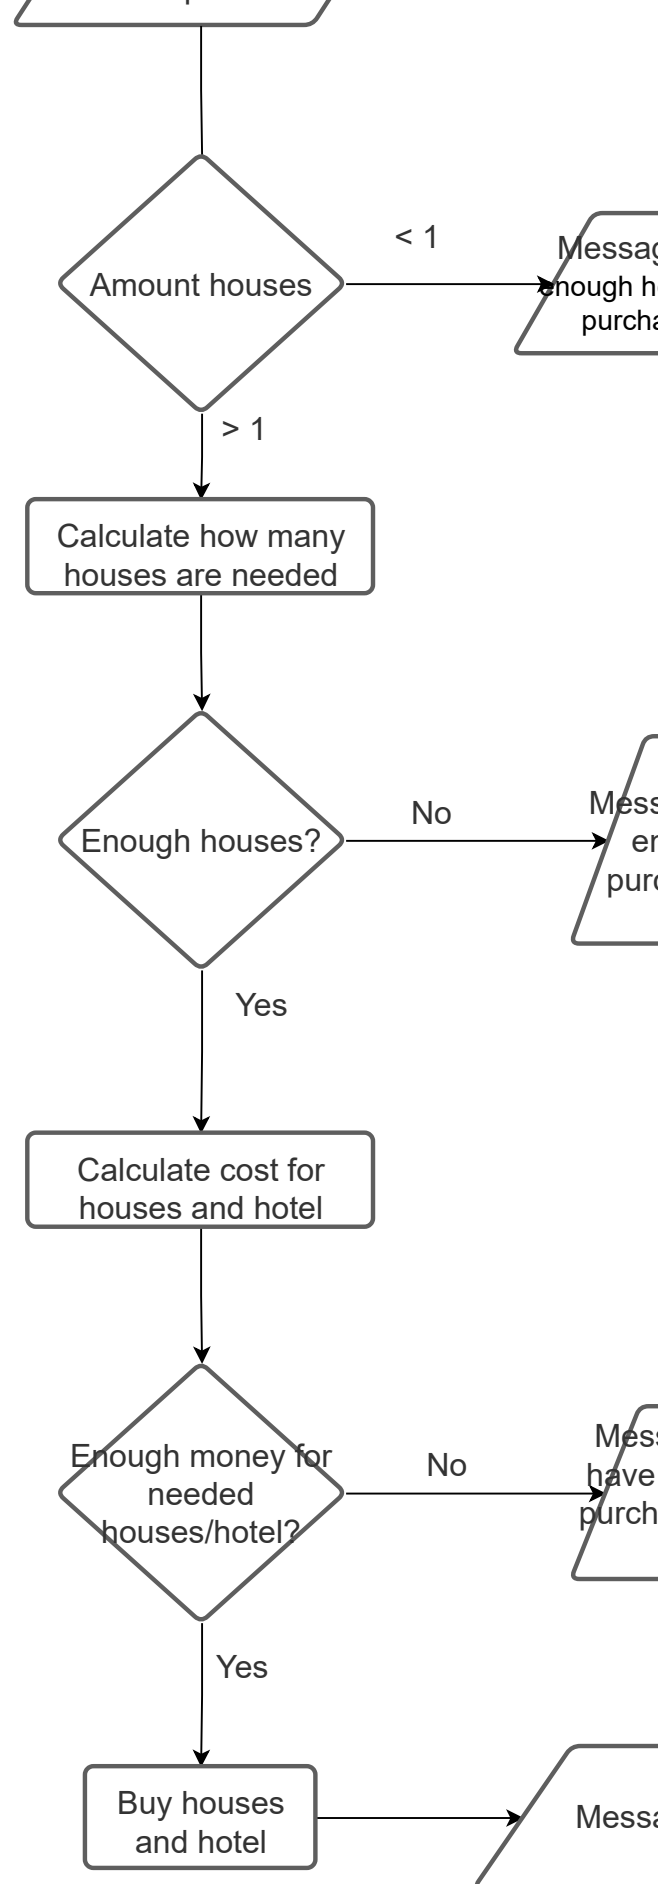 < 1
Amount houses
Messag
enough h
purcha
> 1
Calculate how many
houses are needed
No
Mess
Enough houses?
er
purc
Yes
Calculate cost for
houses and hotel
Mess
Enough money for
No
have
needed
purch
houses/hotel?
Yes
Buy houses
Messa
and hotel